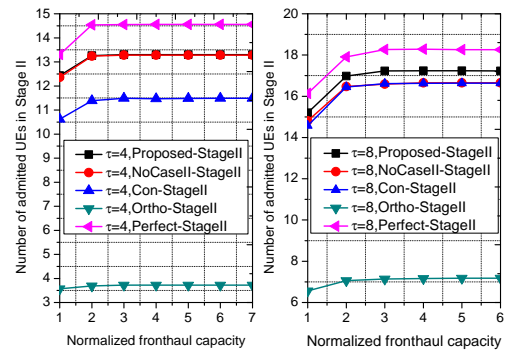 Number of admitted UEs in Stage II
15
14
13
12
11
10
9
8
7
6
5
4
3
τ=4,Proposed-StageII
τ=4,NoCaseII-StageII
τ=4,Con-StageII
τ=4,Ortho-StageII
τ=4,Perfect-StageII
1 2 3 4 5 6 7
Normalized fronthaul capacity
Number of admitted UEs in Stage II
20
18
16
14
12
10
8
6
τ=8,Proposed-StageII
τ=8,NoCaseII-StageII
τ=8,Con-StageII
τ=8,Ortho-StageII
τ=8,Perfect-StageII
1 2 3 4 5 6
Normalized fronthaul capacity